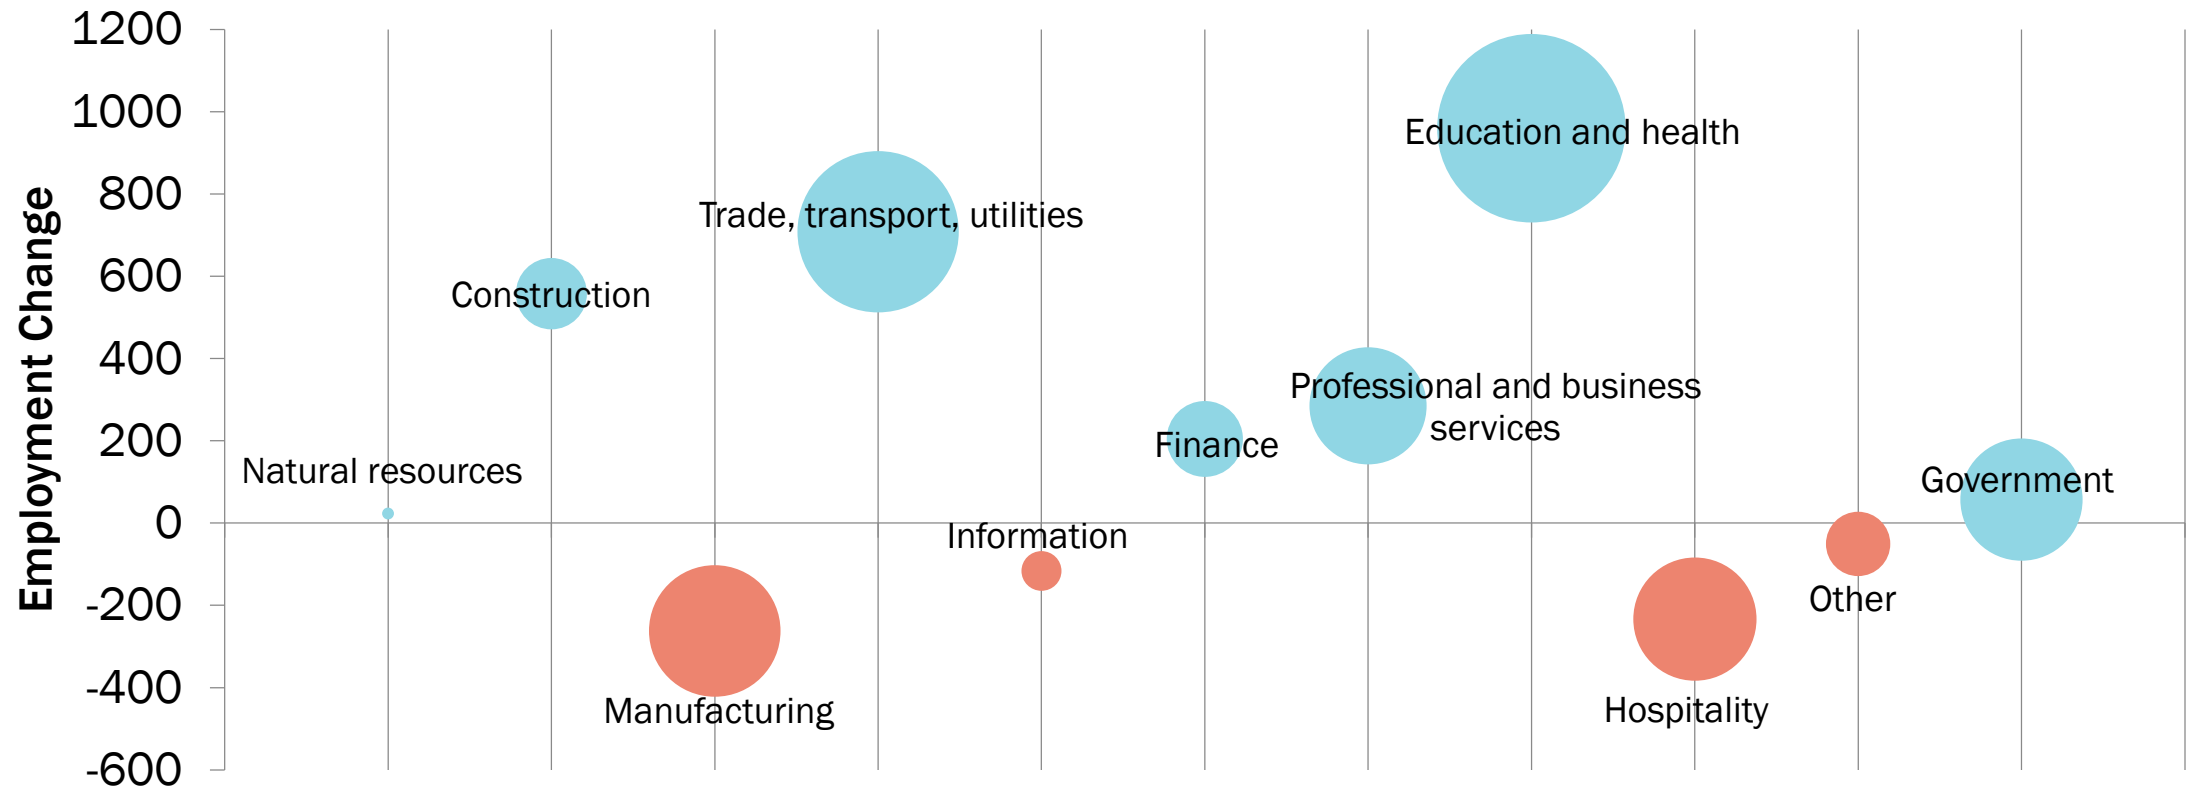 Employment Change
1200
1000
800
600
400
200
0
-200
-400
-600
Natural resources
Construction
Manufacturing
Trade, transport, utilities
Information
Finance
Professional and business
services
Education and health
Hospitality
Other
Government